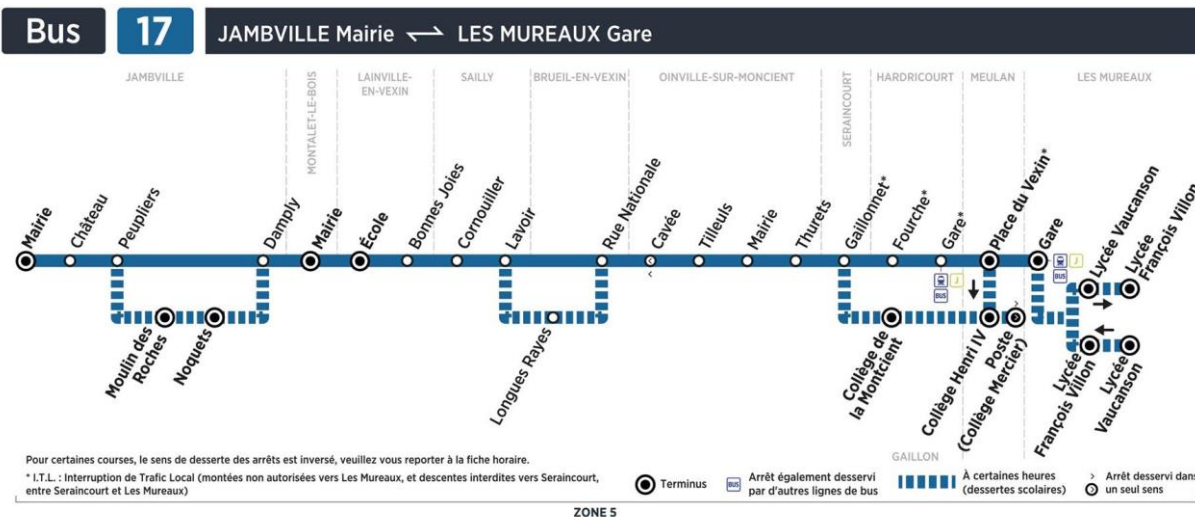 Bus 17 JAMBVILLE Mairie LES MUREAUX Gare
JAMBVILLE
MONTALET-LE-BOIS
LAINVILLE-
EN-VEXIN
SAILLY
BRUEIL-EN-VEXIN
OINVILLE-SUR-MONCIENT
SERAINCOURT
HARDRICOURT
MEULAN
LES MUREAUX
Mairie
Château
Peupliers
Damply
Mairie
École
Bonnes Joies
Cornouiller
Lavoir
Rue Nationale
Cavée
Tilleuls
Mairie
Thurets
Gaillonnet*
Fourche*
Gare*
Place du Vexin*
Gare
Lycée Vaucanson
Lycée
François Villon
J
BUS
J
BUS
Moulin des
Roches
Noquets
Longues Rayes
Collège de
la Montcient
Collège Henri IV
Poste
(Collège Mercier)
Lycée
François Villon
Lycée
Vaucanson
GAILLON
Pour certaines courses, le sens de desserte des arrêts est inversé, veuillez vous reporter à la fiche horaire.
* I.T.L. : Interruption de Trafic Local (montées non autorisées vers Les Mureaux, et descentes interdites vers Seraincourt,
entre Seraincourt et Les Mureaux)
Terminus
BUS
Arrêt également desservi
par d'autres lignes de bus
À certaines heures
(dessertes scolaires)
Arrêt desservi dans
un seul sens
ZONE 5